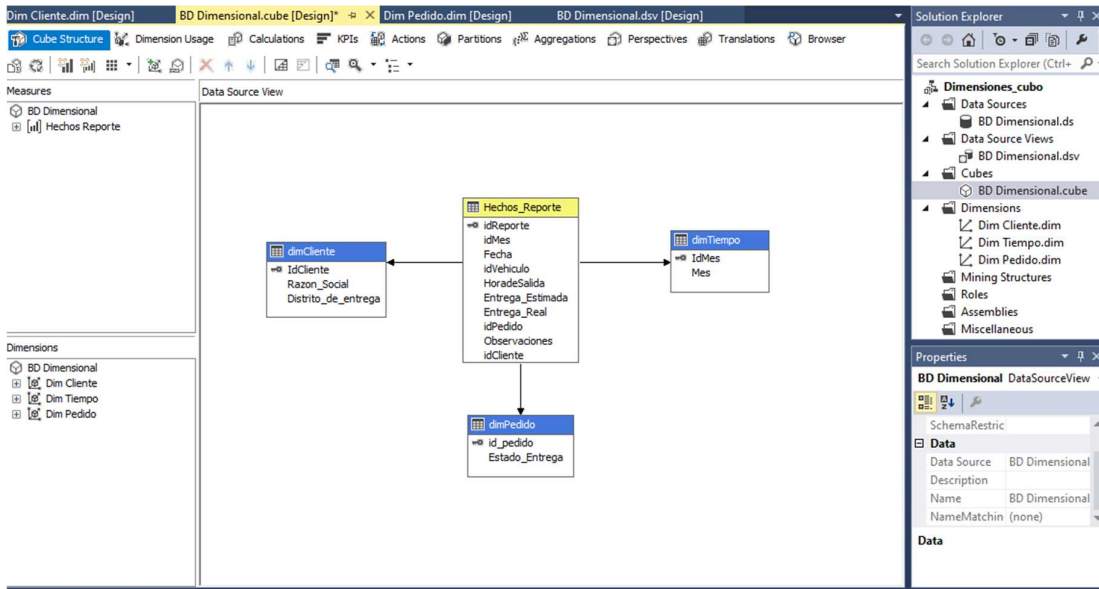 Dim Cliente.dim [Design] BD Dimensional.cube [Design]* Dim Pedido.dim [Design] BD Dimensional.dsv [Design]
Cube Structure Dimension Usage Calculations KPIs Actions Partitions Aggregations Perspectives Translations Browser
Measures
BD Dimensional
Hechos Reporte
Dimensions
BD Dimensional
Dim Cliente
Dim Tiempo
Dim Pedido
Data Source View
Hechos_Reporte
idReporte
idMes
Fecha
idVehiculo
HoradeSalida
Entrega_Estimada
Entrega_Real
idPedido
Observaciones
idCliente
dimCliente
IdCliente
Razon_Social
Distrito_de_entrega
dimTiempo
IdMes
Mes
dimPedido
id_pedido
Estado_Entrega
Solution Explorer
Search Solution Explorer (Ctrl+
Dimensiones_cubo
Data Sources
BD Dimensional.ds
Data Source Views
BD Dimensional.dsv
Cubes
BD Dimensional.cube
Dimensions
Dim Cliente.dim
Dim Tiempo.dim
Dim Pedido.dim
Mining Structures
Roles
Assemblies
Miscellaneous
Properties
BD Dimensional DataSourceView
SchemaRestric
Data
Data Source BD Dimensional
Description
Name BD Dimensional
NameMatchin (none)
Data